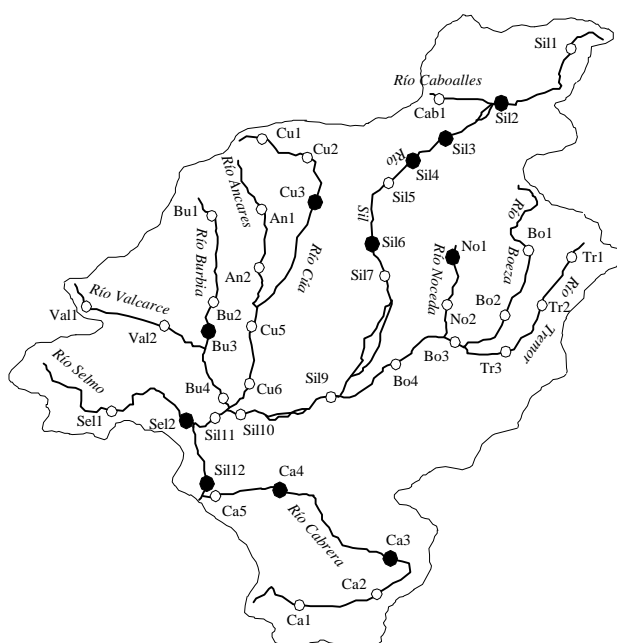 Sil1
Río Caboalles
Cab1
Sil2
Cu1
Sil3
Cu2
Río
Sil4
Río Ancares
Cu3
Sil5
Río
Bu1
An1
Sil
Bo1
Río Burbia
Río Cúa
Sil6
No1
Boeza
Tr1
Río Noceda
An2
Sil7
Río
Río Valcarce
Bo2
Tr2
Val1
Bu2
No2
Val2
Cu5
Tremor
Bu3
Bo3
Tr3
Río Selmo
Bo4
Bu4
Cu6
Sil9
Sel1
Sel2
Sil11
Sil10
Sil12
Ca4
Ca5
Río Cabrera
Ca3
Ca2
Ca1